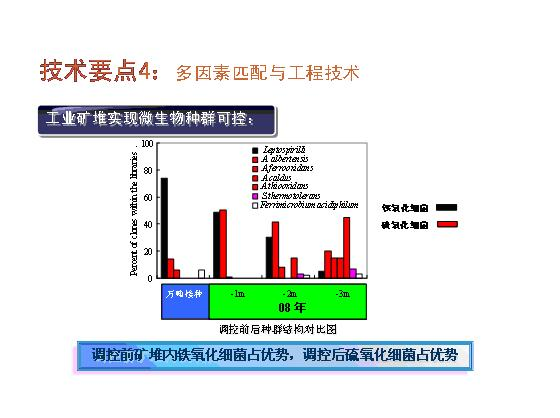 技术要点4：多因素匹配与工程技术
工业矿堆实现微生物种群可控：
Percent of clones within the libraries .
100
80
60
40
20
0
Leptospirilli
A albertensis
A.ferrooxidans
A.caldus
A.thiooxidans
S.thermotolerans
Ferrimicrobium acidiphilum
铁氧化细菌
硫氧化细菌
万吨接种
-1m
-2m
-3m
08 年
调控前后种群结构对比图
调控前矿堆内铁氧化细菌占优势，调控后硫氧化细菌占优势